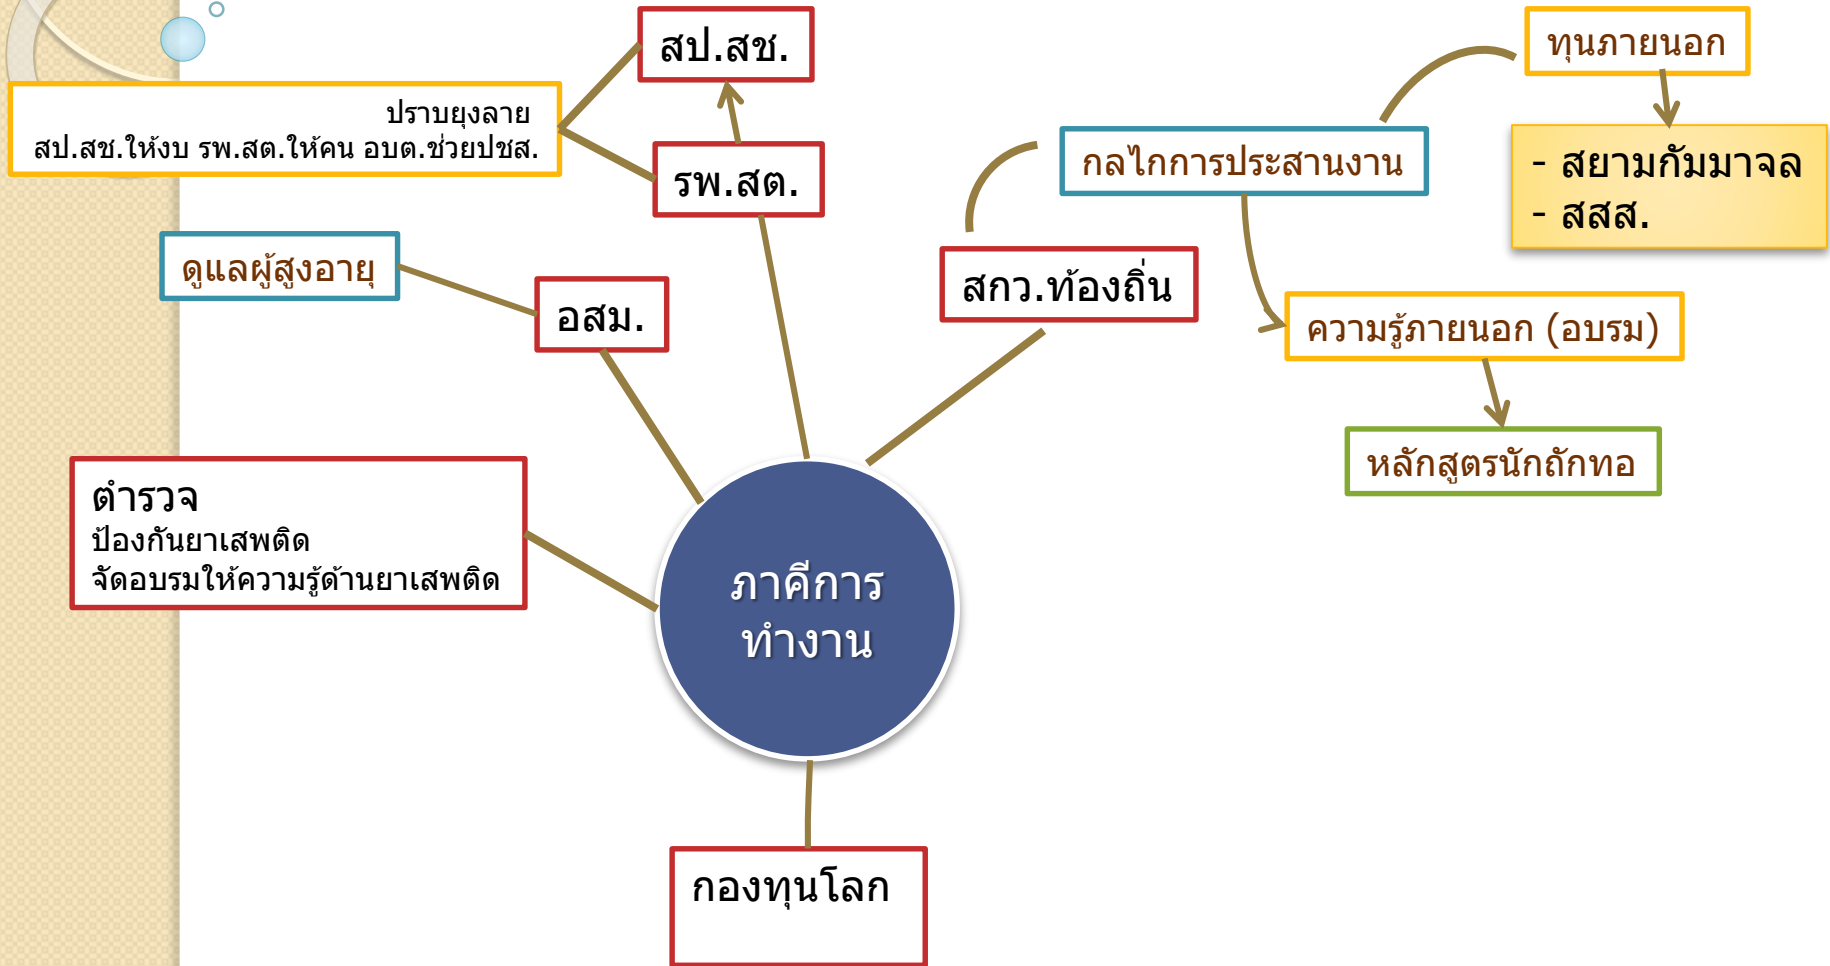 สป.สช.
ทุนภายนอก
ปราบยุงลาย
สป.สช.ให้งบ รพ.สต.ให้คน อบต.ช่วยปชส.
รพ.สต.
กลไกการประสานงาน
- สยามกัมมาจล
- สสส.
ดูแลผู้สูงอายุ
อสม.
สกว.ท้องถิ่น
ความรู้ภายนอก (อบรม)
หลักสูตรนักถักทอ
ตำรวจ
ป้องกันยาเสพติด
จัดอบรมให้ความรู้ด้านยาเสพติด
ภาคีการ
ทำงาน
กองทุนโลก